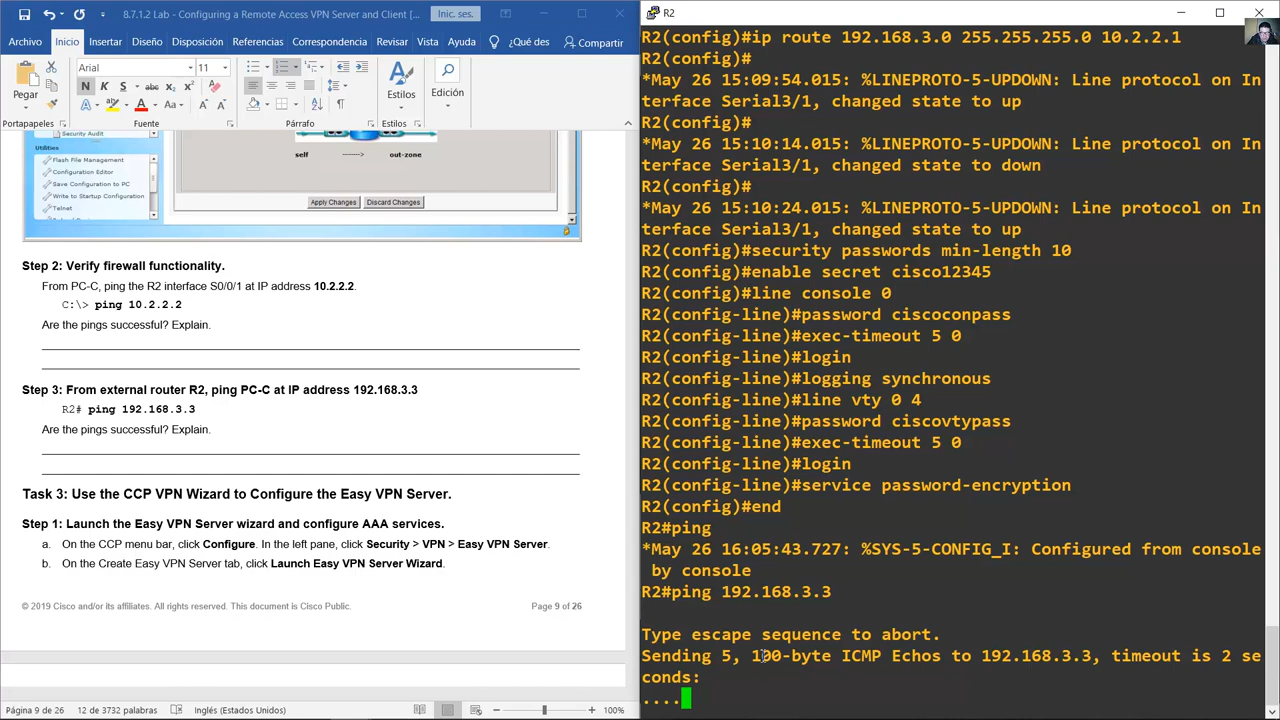 8.7.1.2 Lab - Configuring a Remote Access VPN Server and Client [...
Inic. ses.
Archivo Inicio Insertar Diseño Disposición Referencias Correspondencia Revisar Vista Ayuda ¿Qué des Compartir
Pegar
Arial 11
N K S abc x₂ x²
A A Aa A A
Estilos
Edición
Portapapeles Fuente Párrafo Estilos
Security Audit
Utilities
Flash File Management
Configuration Editor
Save Configuration to PC
Write to Startup Configuration
Telnet
self -----> out-zone
Apply Changes Discard Changes
Step 2: Verify firewall functionality.
From PC-C, ping the R2 interface S0/0/1 at IP address 10.2.2.2.
C:\> ping 10.2.2.2
Are the pings successful? Explain.
Step 3: From external router R2, ping PC-C at IP address 192.168.3.3
R2# ping 192.168.3.3
Are the pings successful? Explain.
Task 3: Use the CCP VPN Wizard to Configure the Easy VPN Server.
Step 1: Launch the Easy VPN Server wizard and configure AAA services.
a. On the CCP menu bar, click Configure. In the left pane, click Security > VPN > Easy VPN Server.
b. On the Create Easy VPN Server tab, click Launch Easy VPN Server Wizard.
© 2019 Cisco and/or its affiliates. All rights reserved. This document is Cisco Public. Page 9 of 26
Página 9 de 26 12 de 3732 palabras Inglés (Estados Unidos) 100%
R2
R2(config)#ip route 192.168.3.0 255.255.255.0 10.2.2.1
R2(config)#
*May 26 15:09:54.015: %LINEPROTO-5-UPDOWN: Line protocol on In
terface Serial3/1, changed state to up
R2(config)#
*May 26 15:10:14.015: %LINEPROTO-5-UPDOWN: Line protocol on In
terface Serial3/1, changed state to down
R2(config)#
*May 26 15:10:24.015: %LINEPROTO-5-UPDOWN: Line protocol on In
terface Serial3/1, changed state to up
R2(config)#security passwords min-length 10
R2(config)#enable secret cisco12345
R2(config)#line console 0
R2(config-line)#password ciscoconpass
R2(config-line)#exec-timeout 5 0
R2(config-line)#login
R2(config-line)#logging synchronous
R2(config-line)#line vty 0 4
R2(config-line)#password ciscovtypass
R2(config-line)#exec-timeout 5 0
R2(config-line)#login
R2(config-line)#service password-encryption
R2(config)#end
R2#ping
*May 26 16:05:43.727: %SYS-5-CONFIG_I: Configured from console
by console
R2#ping 192.168.3.3
Type escape sequence to abort.
Sending 5, 100-byte ICMP Echos to 192.168.3.3, timeout is 2 se
conds:
....